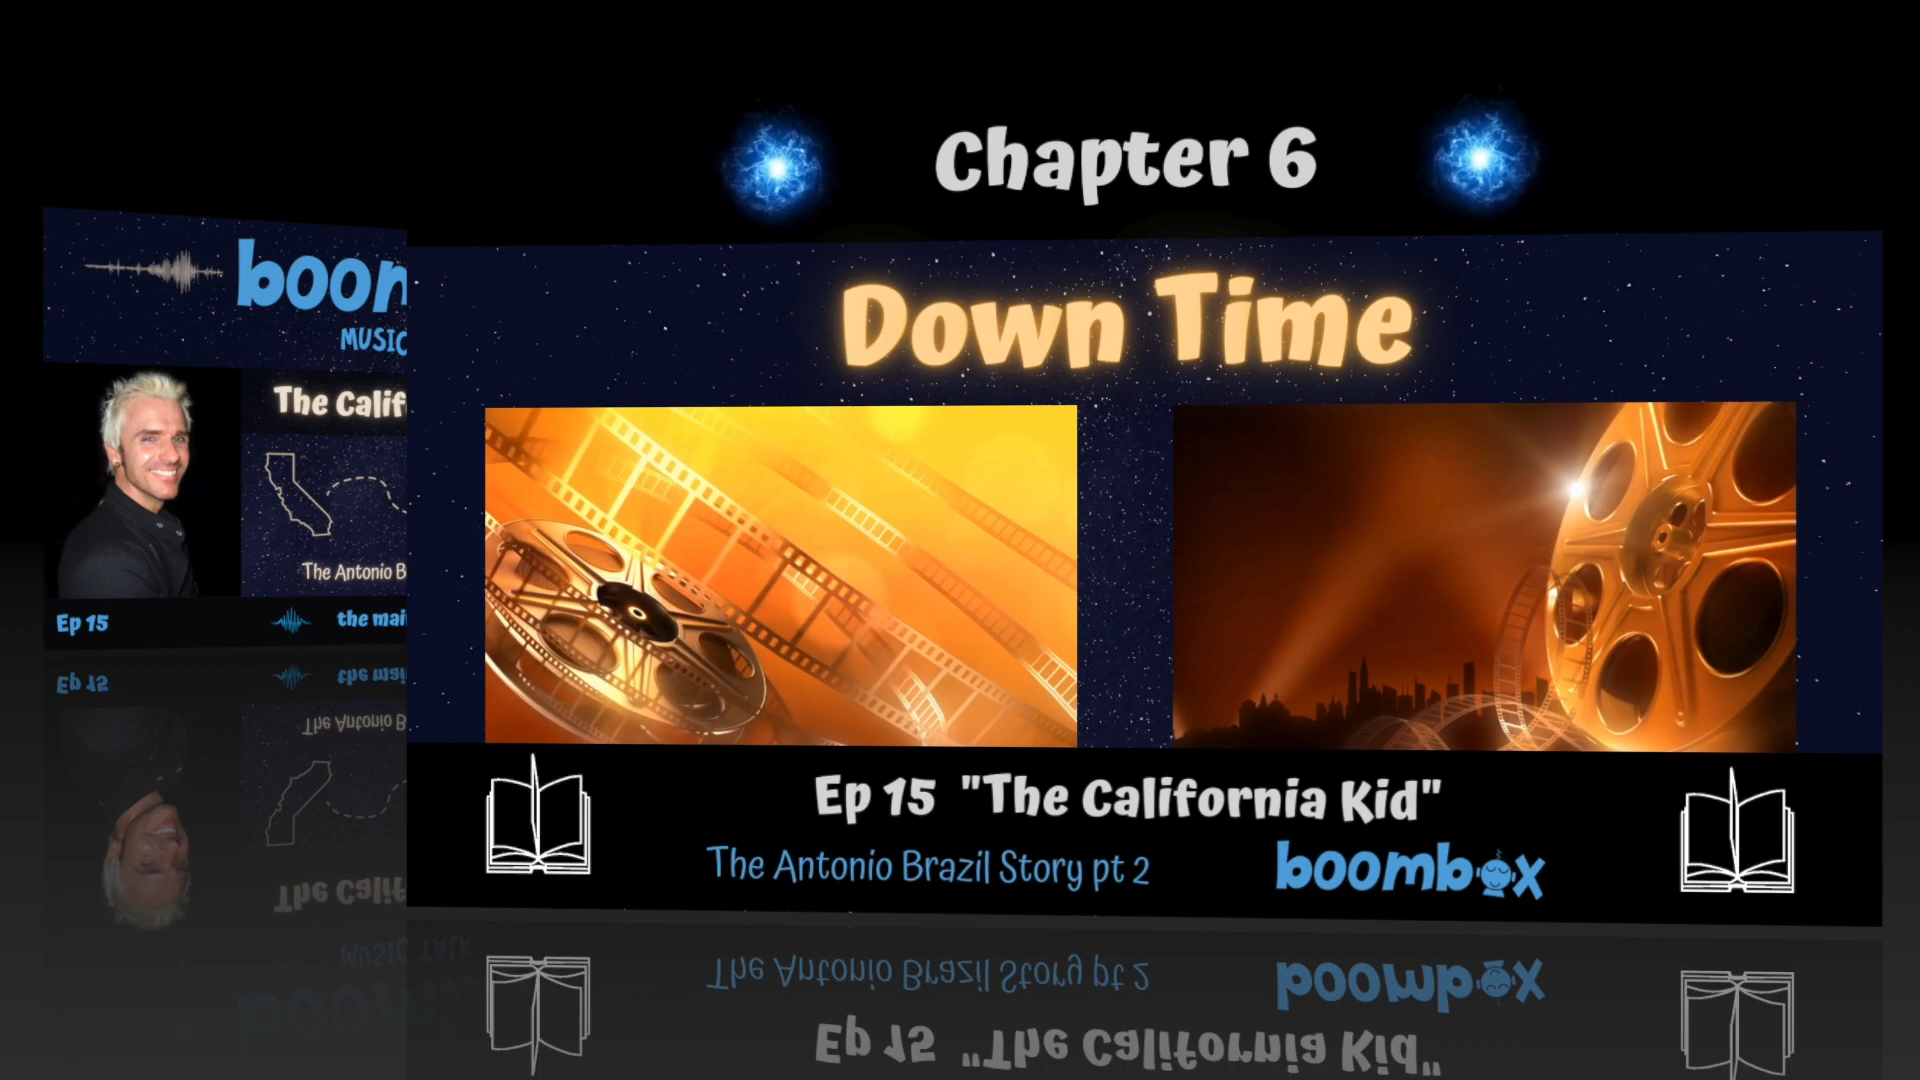 Chapter 6
boom
MUSIC
The Calif
The Antonio B
Ep 15
the mai
Down Time
Ep 15 "The California Kid"
The Antonio Brazil Story pt 2
boombox